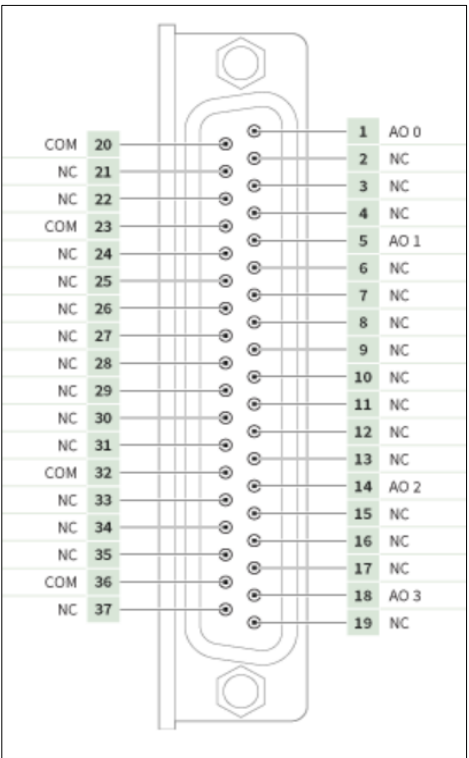 1 AO 0
COM 20
2 NC
NC 21
3 NC
NC 22
4 NC
COM 23
5 AO 1
NC 24
6 NC
NC 25
7 NC
NC 26
8 NC
NC 27
9 NC
NC 28
10 NC
NC 29
11 NC
NC 30
12 NC
NC 31
13 NC
COM 32
14 AO 2
NC 33
15 NC
NC 34
16 NC
NC 35
17 NC
COM 36
18 AO 3
NC 37
19 NC